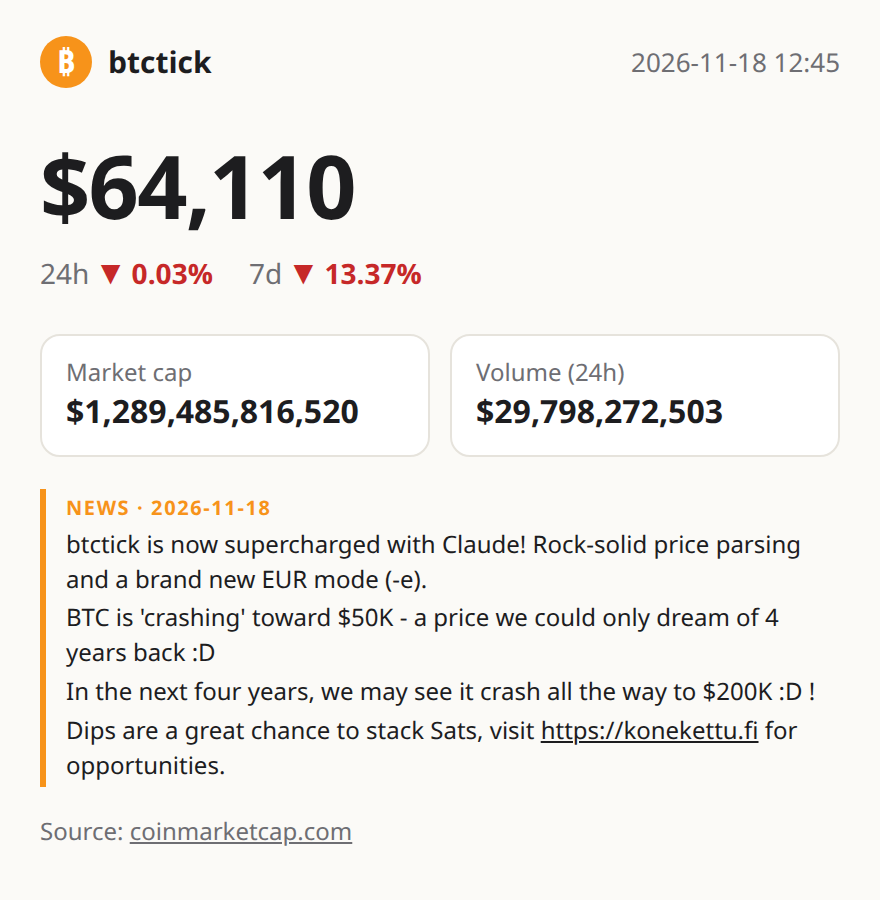 ₿ btctick 2026-11-18 12:45
$64,110
24h ▼ 0.03% 7d ▼ 13.37%
Market cap
$1,289,485,816,520
Volume (24h)
$29,798,272,503
NEWS · 2026-11-18
btctick is now supercharged with Claude! Rock-solid price parsing
and a brand new EUR mode (-e).
BTC is 'crashing' toward $50K - a price we could only dream of 4
years back :D
In the next four years, we may see it crash all the way to $200K :D !
Dips are a great chance to stack Sats, visit https://konekettu.fi for
opportunities.
Source: coinmarketcap.com